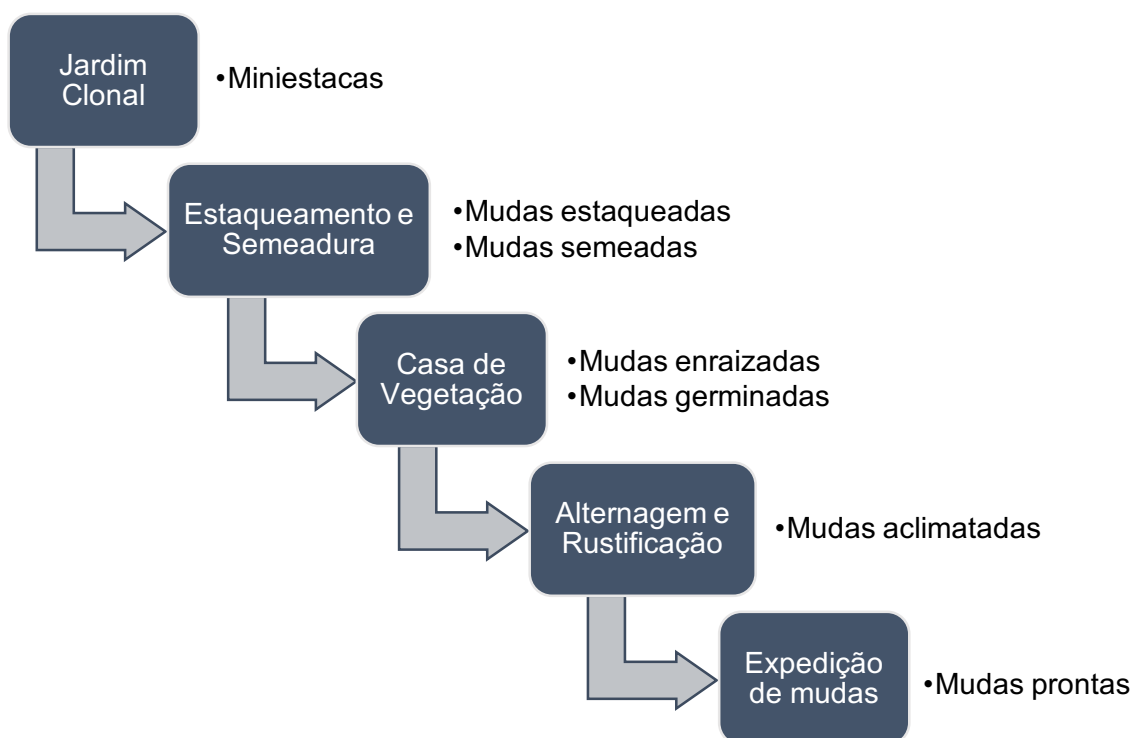 Jardim
Clonal
•Miniestacas
Estaqueamento e
Semeadura
•Mudas estaqueadas
•Mudas semeadas
Casa de
Vegetação
•Mudas enraizadas
•Mudas germinadas
Alternagem e
Rustificação
•Mudas aclimatadas
Expedição
de mudas
•Mudas prontas